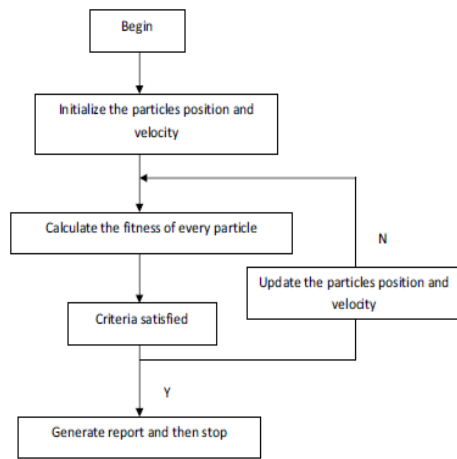 Begin
Initialize the particles position and
velocity
Calculate the fitness of every particle
N
Update the particles position and
velocity
Criteria satisfied
Y
Generate report and then stop